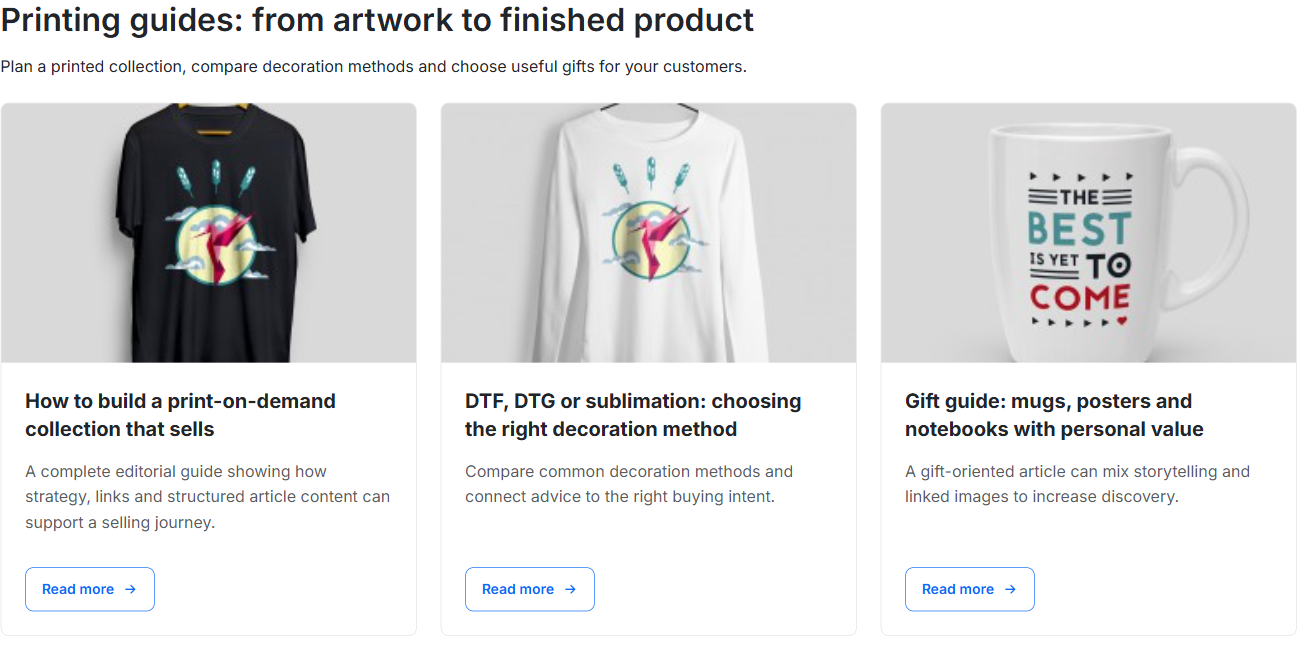 Printing guides: from artwork to finished product
Plan a printed collection, compare decoration methods and choose useful gifts for your customers.
THE
BEST
IS YET TO
COME
How to build a print-on-demand
collection that sells
A complete editorial guide showing how
strategy, links and structured article content can
support a selling journey.
Read more →
DTF, DTG or sublimation: choosing
the right decoration method
Compare common decoration methods and
connect advice to the right buying intent.
Read more →
Gift guide: mugs, posters and
notebooks with personal value
A gift-oriented article can mix storytelling and
linked images to increase discovery.
Read more →